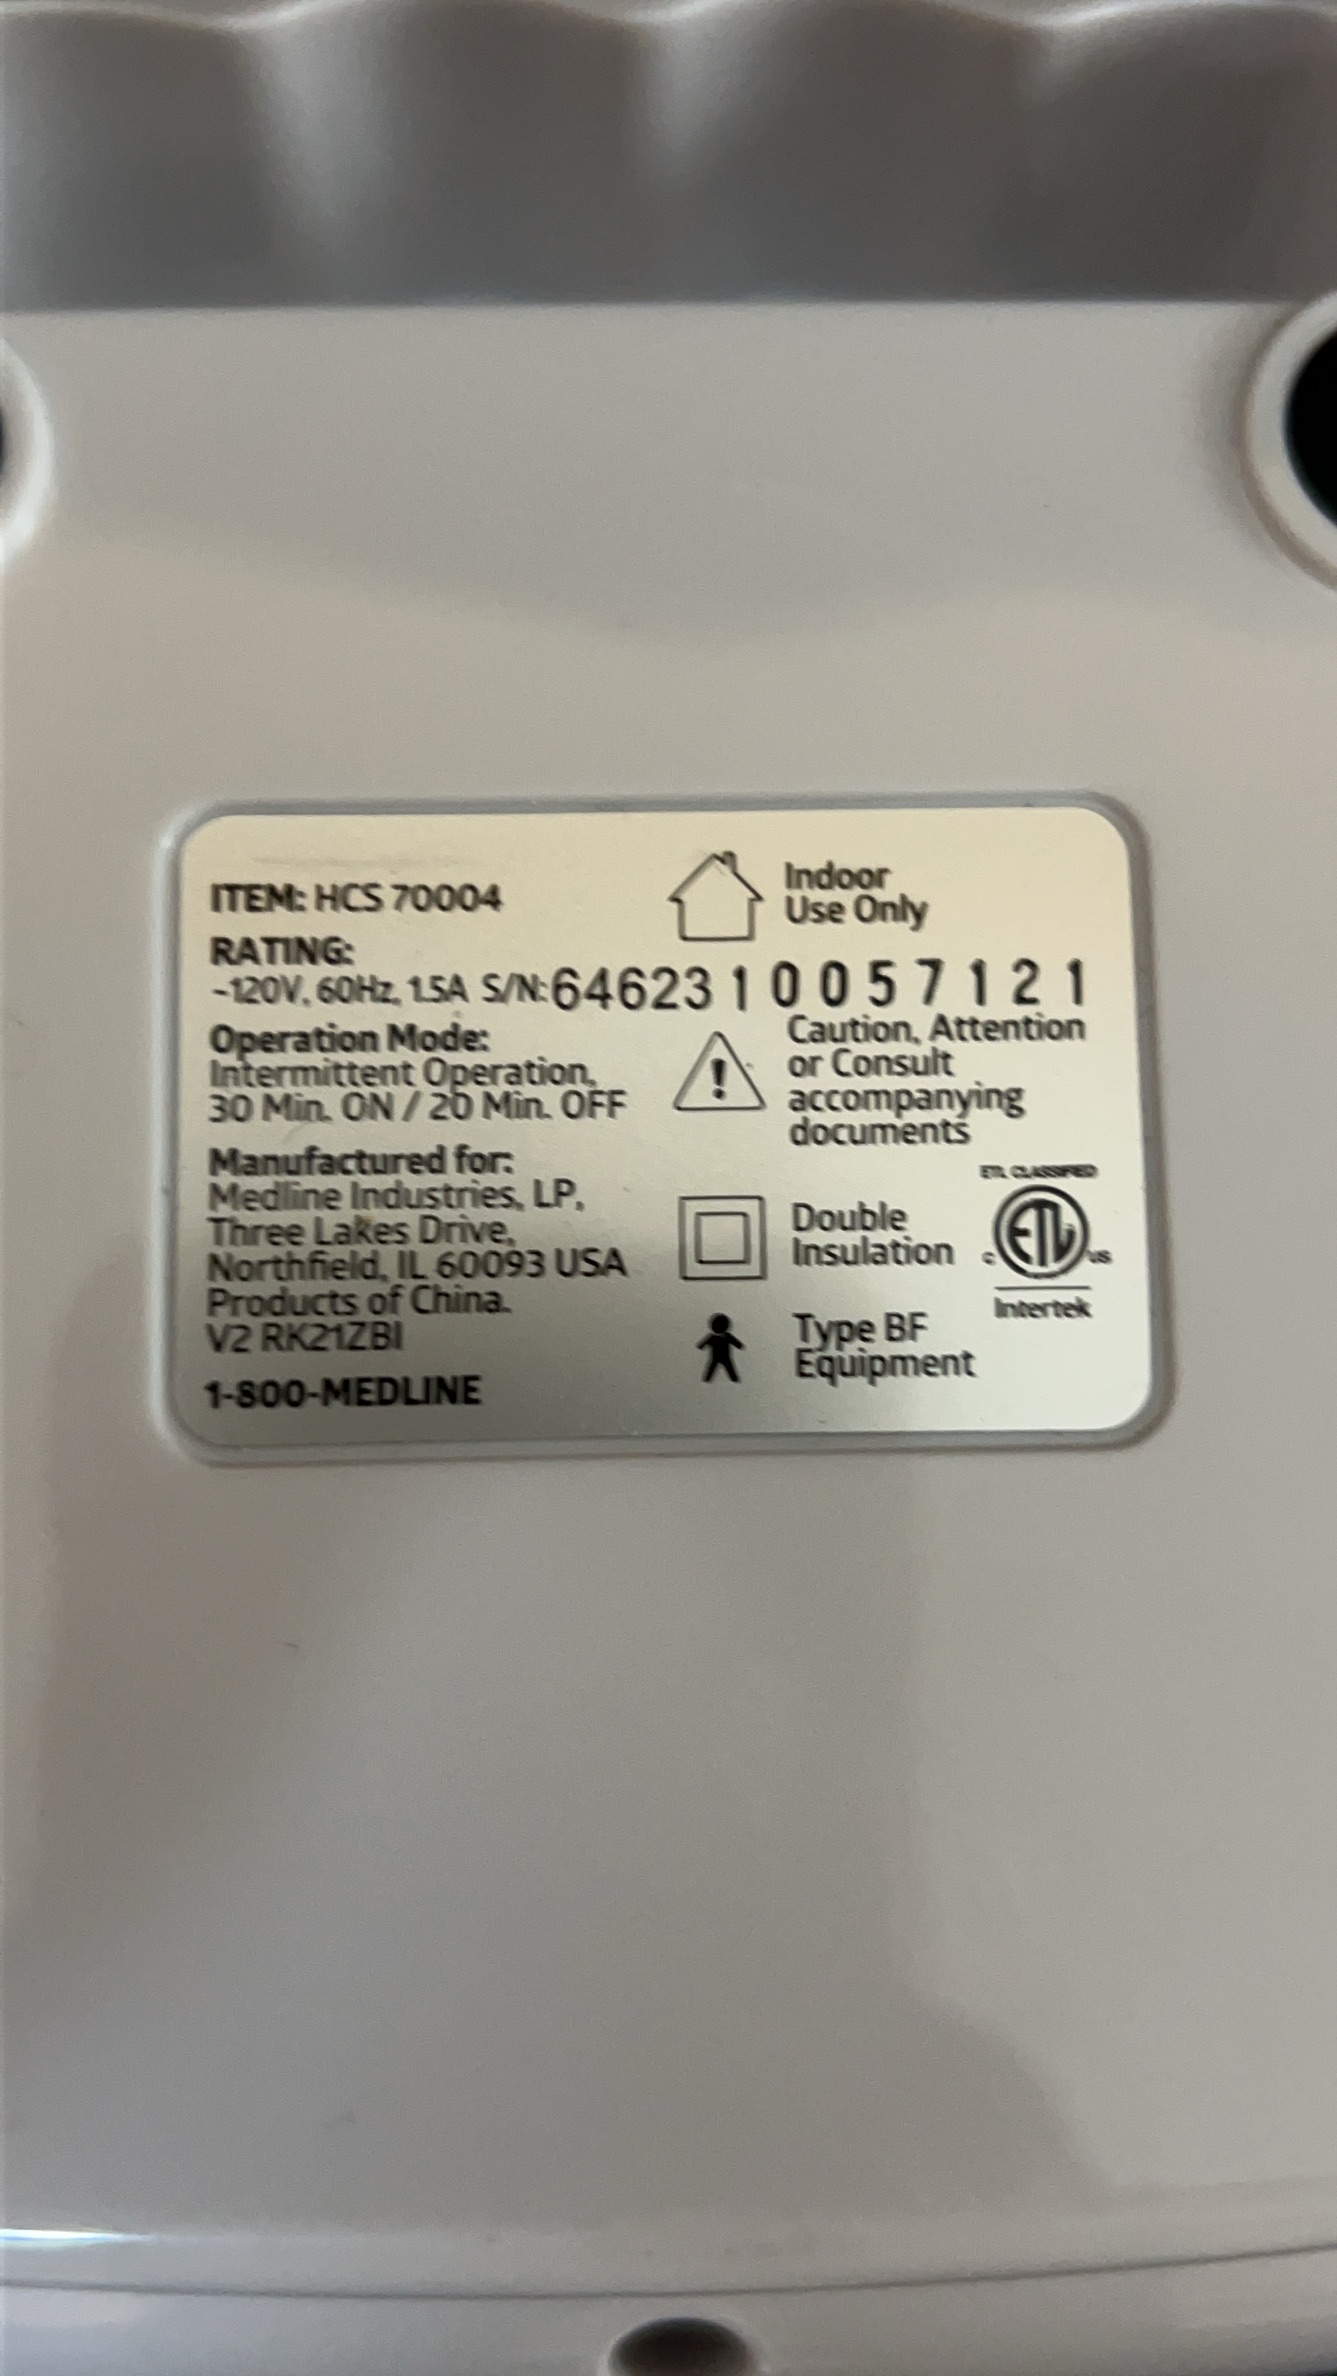 ITEM: HCS 70004
RATING:
~120V, 60Hz, 1.5A S/N:646231 0 0 5 7 1 2 1
Operation Mode:
Intermittent Operation,
30 Min. ON / 20 Min. OFF
Manufactured for:
Medline Industries, LP,
Three Lakes Drive,
Northfield, IL 60093 USA
Products of China.
V2 RK21ZBI
1-800-MEDLINE
Indoor
Use Only
Caution, Attention
or Consult
accompanying
documents
Double
Insulation
ETL CLASSIFIED
ETL
C US
Intertek
Type BF
Equipment